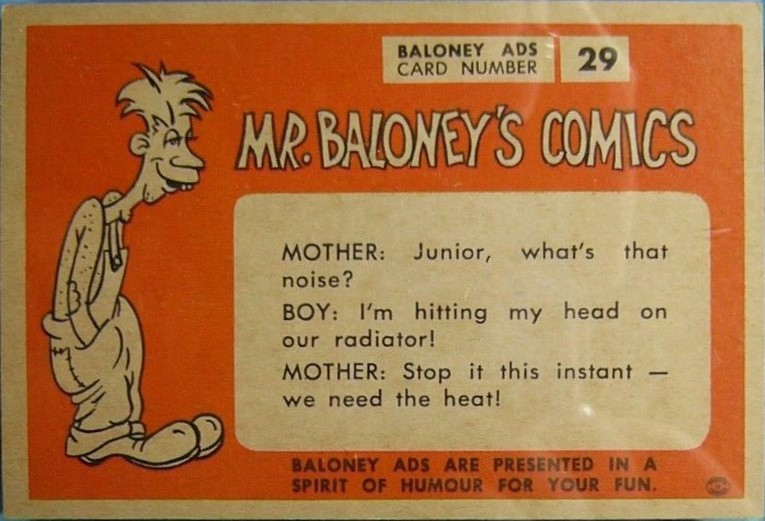 BALONEY ADS
CARD NUMBER
29
MR. BALONEY'S COMICS
MOTHER: Junior, what's that
noise?
BOY: I'm hitting my head on
our radiator!
MOTHER: Stop it this instant —
we need the heat!
BALONEY ADS ARE PRESENTED IN A
SPIRIT OF HUMOUR FOR YOUR FUN.